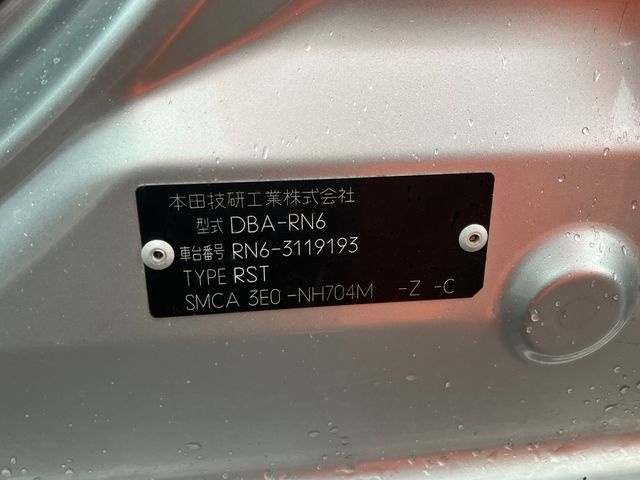 本田技研工業株式会社
型式 DBA-RN6
車台番号 RN6-3119193
TYPE RST
SMCA 3E0 -NH704M -Z -C